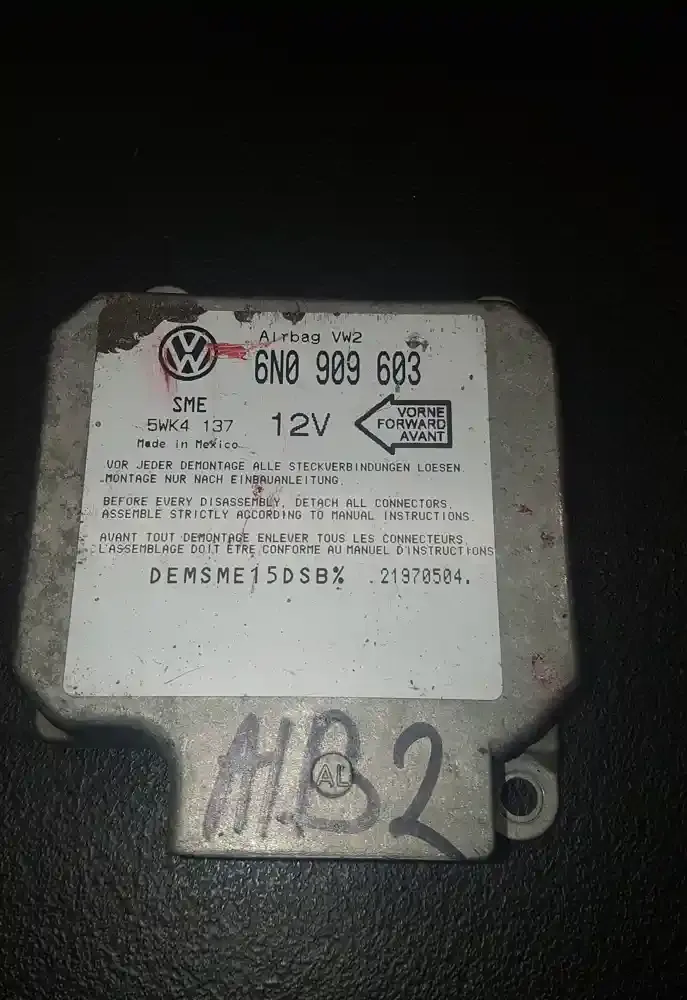 Airbag VW2
6N0 909 603
SME
5WK4 137
12V
VORNE
FORWARD
AVANT
Made in Mexico
VOR JEDER DEMONTAGE ALLE STECKVERBINDUNGEN LOESEN.
MONTAGE NUR NACH EINBAUANLEITUNG.
BEFORE EVERY DISASSEMBLY, DETACH ALL CONNECTORS.
ASSEMBLE STRICTLY ACCORDING TO MANUAL INSTRUCTIONS.
AVANT TOUT DEMONTAGE ENLEVER TOUS LES CONNECTEURS.
L'ASSEMBLAGE DOIT ETRE CONFORME AU MANUEL D'INSTRUCTIONS
DEMSME15DSB% .21970504.
AL